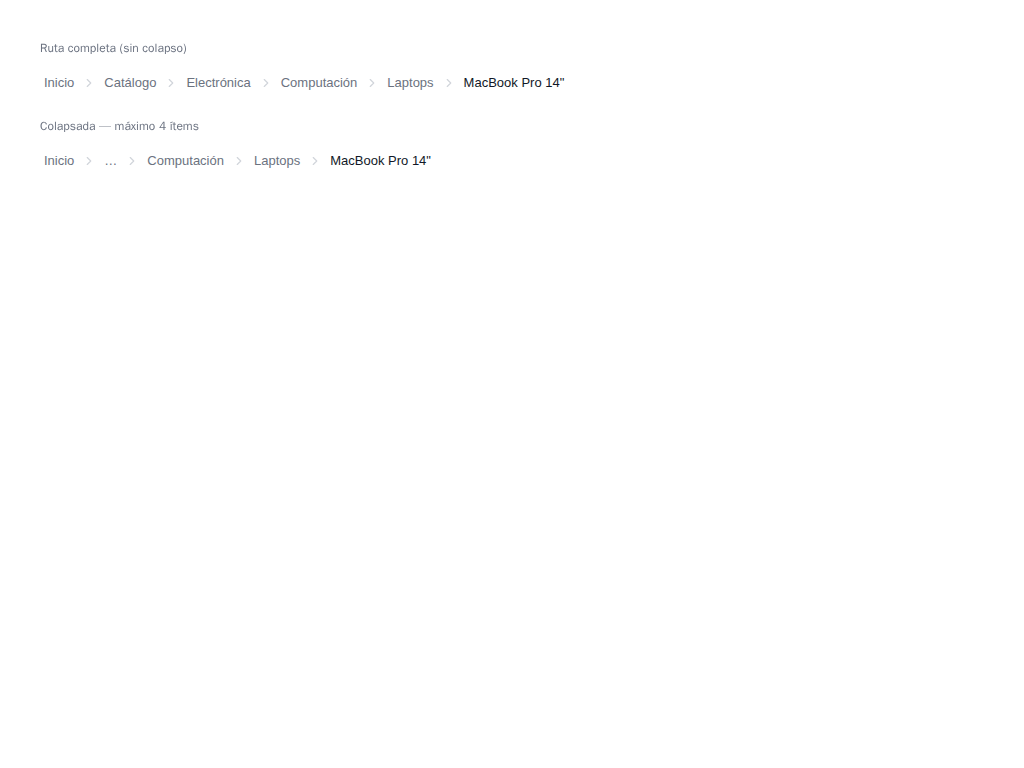 Ruta completa (sin colapso)
Inicio > Catálogo > Electrónica > Computación > Laptops > MacBook Pro 14"
Colapsada — máximo 4 ítems
Inicio > … > Computación > Laptops > MacBook Pro 14"